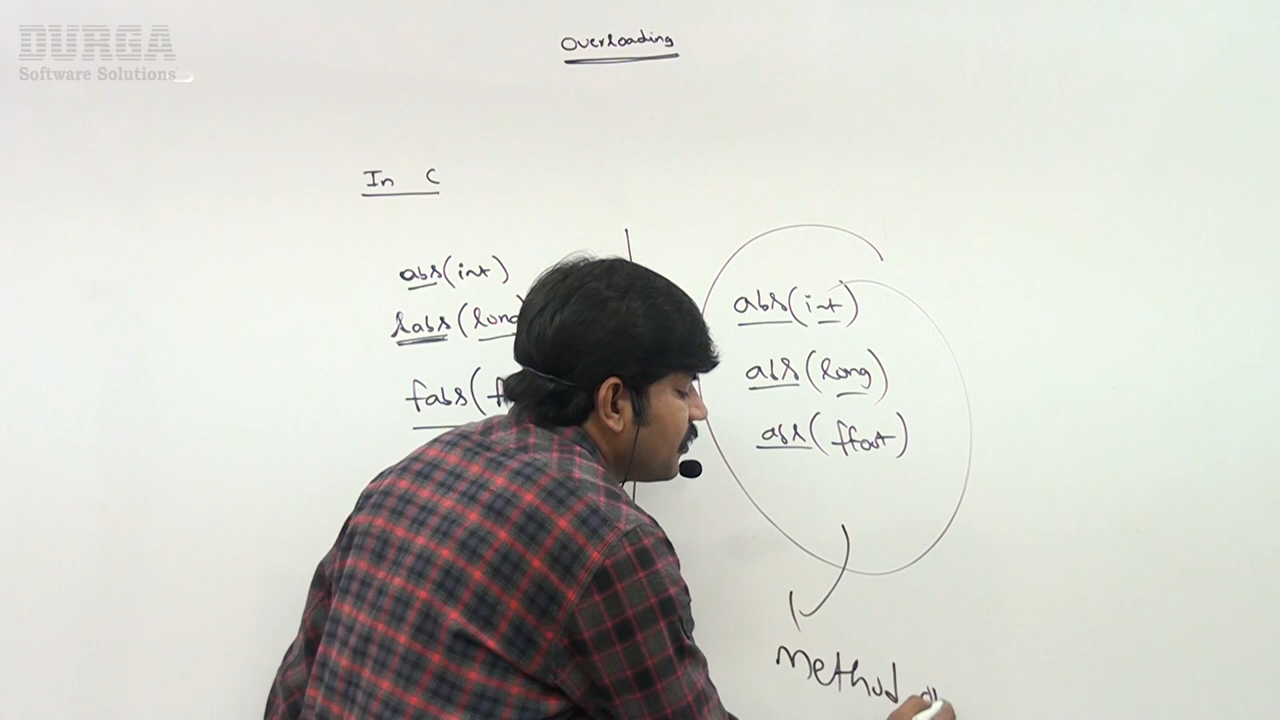 DURGA
Software Solutions
Overloading
In C
abs(int)
labs(long
fabs(f
abs(int)
abs(long)
abs(float)
Method